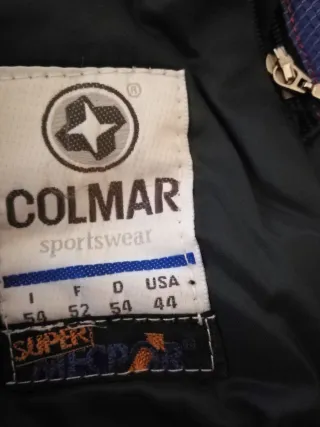 ®
COLMAR
sportswear
I F D USA
54 52 54 44
SUPER